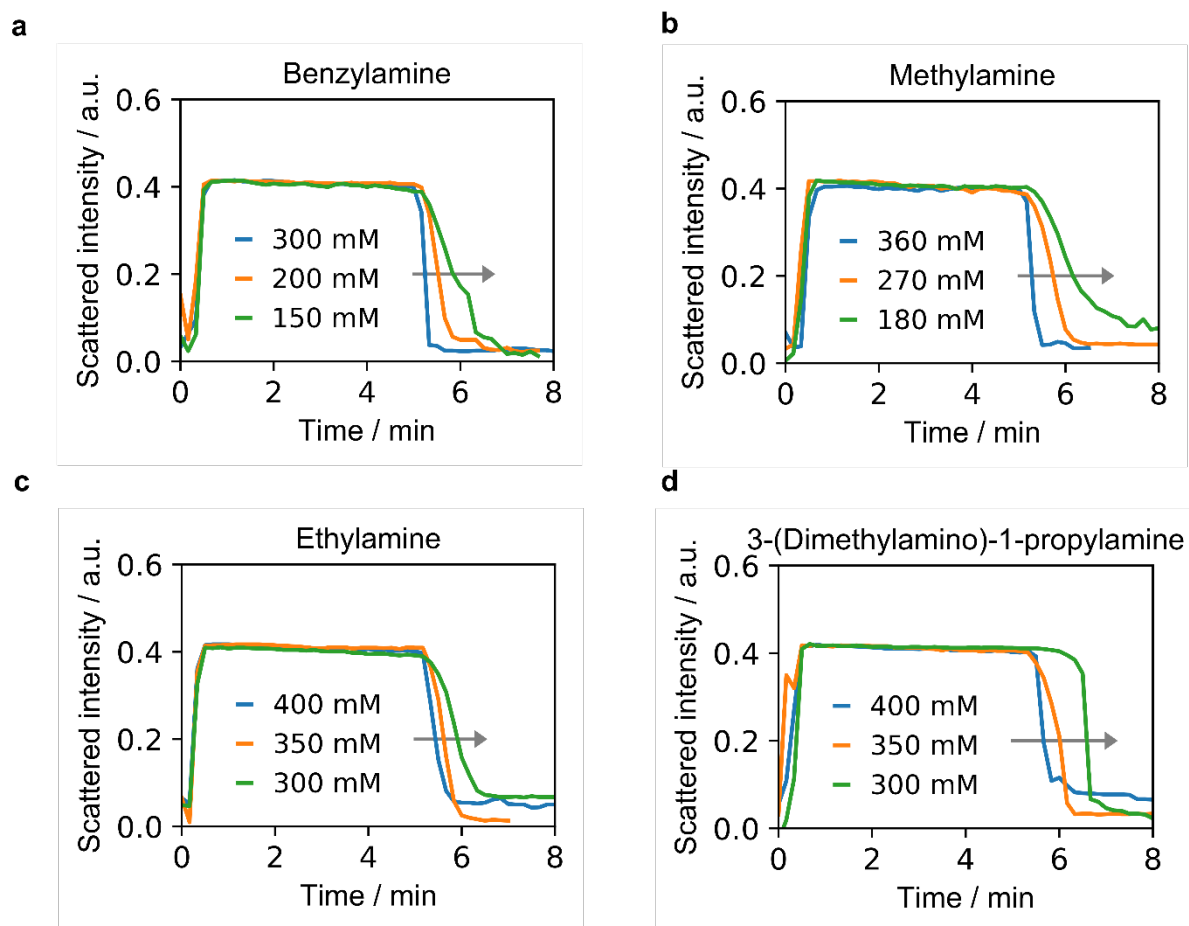 a
Benzylamine
Scattered intensity / a.u.
0.6
0.4
0.2
0.0
300 mM
200 mM
150 mM
0 2 4 6 8
Time / min
b
Methylamine
Scattered intensity / a.u.
0.6
0.4
0.2
0.0
360 mM
270 mM
180 mM
0 2 4 6 8
Time / min
c
Ethylamine
Scattered intensity / a.u.
0.6
0.4
0.2
0.0
400 mM
350 mM
300 mM
0 2 4 6 8
Time / min
d
3-(Dimethylamino)-1-propylamine
Scattered intensity / a.u.
0.6
0.4
0.2
0.0
400 mM
350 mM
300 mM
0 2 4 6 8
Time / min